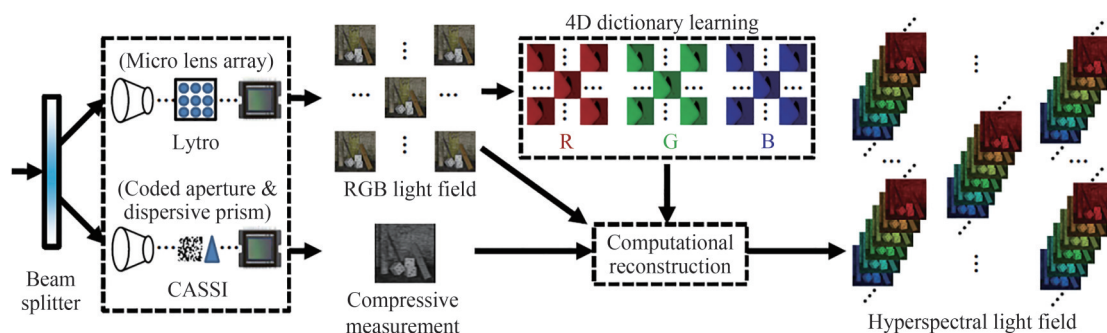 (Micro lens array)
Lytro
(Coded aperture &
dispersive prism)
CASSI
Beam
splitter
RGB light field
Compressive
measurement
4D dictionary learning
R
G
B
Computational
reconstruction
Hyperspectral light field